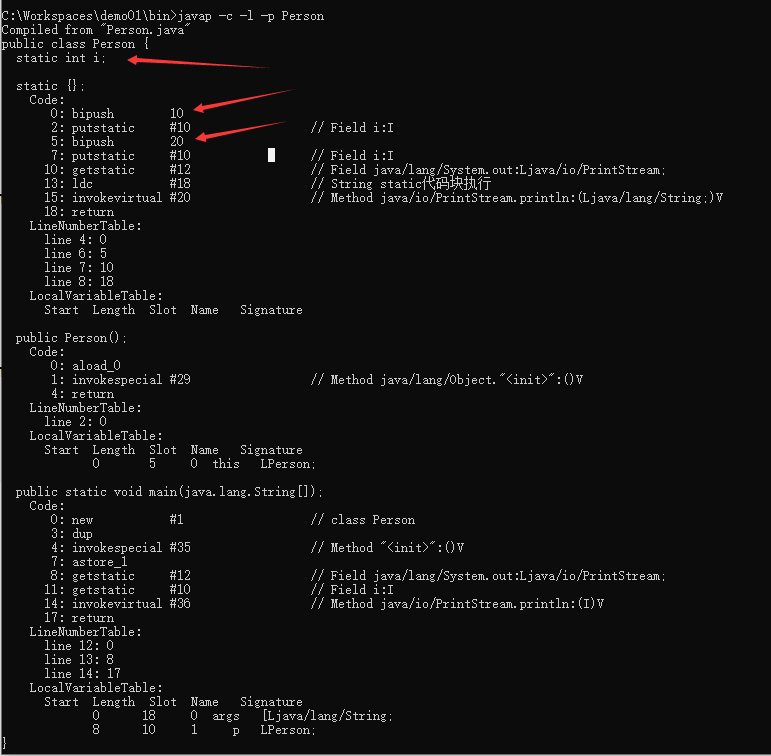 C:\Workspaces\demo01\bin>javap -c -l -p Person
Compiled from "Person.java"
public class Person {
  static int i;

  static {};
    Code:
       0: bipush        10
       2: putstatic     #10                 // Field i:I
       5: bipush        20
       7: putstatic     #10                 // Field i:I
      10: getstatic     #12                 // Field java/lang/System.out:Ljava/io/PrintStream;
      13: ldc           #18                 // String static代码块执行
      15: invokevirtual #20                 // Method java/io/PrintStream.println:(Ljava/lang/String;)V
      18: return
    LineNumberTable:
      line 4: 0
      line 6: 5
      line 7: 10
      line 8: 18
    LocalVariableTable:
      Start  Length  Slot  Name   Signature

  public Person();
    Code:
       0: aload_0
       1: invokespecial #29                 // Method java/lang/Object."<init>":()V
       4: return
    LineNumberTable:
      line 2: 0
    LocalVariableTable:
      Start  Length  Slot  Name   Signature
             0       5     0  this   LPerson;

  public static void main(java.lang.String[]);
    Code:
       0: new           #1                  // class Person
       3: dup
       4: invokespecial #35                 // Method "<init>":()V
       7: astore_1
       8: getstatic     #12                 // Field java/lang/System.out:Ljava/io/PrintStream;
      11: getstatic     #10                 // Field i:I
      14: invokevirtual #36                 // Method java/io/PrintStream.println:(I)V
      17: return
    LineNumberTable:
      line 12: 0
      line 13: 8
      line 14: 17
    LocalVariableTable:
      Start  Length  Slot  Name   Signature
             0      18     0  args   [Ljava/lang/String;
             8      10     1     p   LPerson;
}